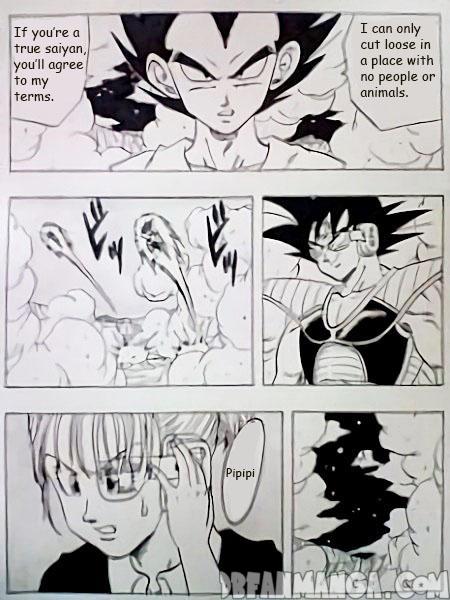 I can only
cut loose in
a place with
no people or
animals.
If you're a
true saiyan,
you'll agree
to my
terms.
Pipipi
DBFANMANGA.COM